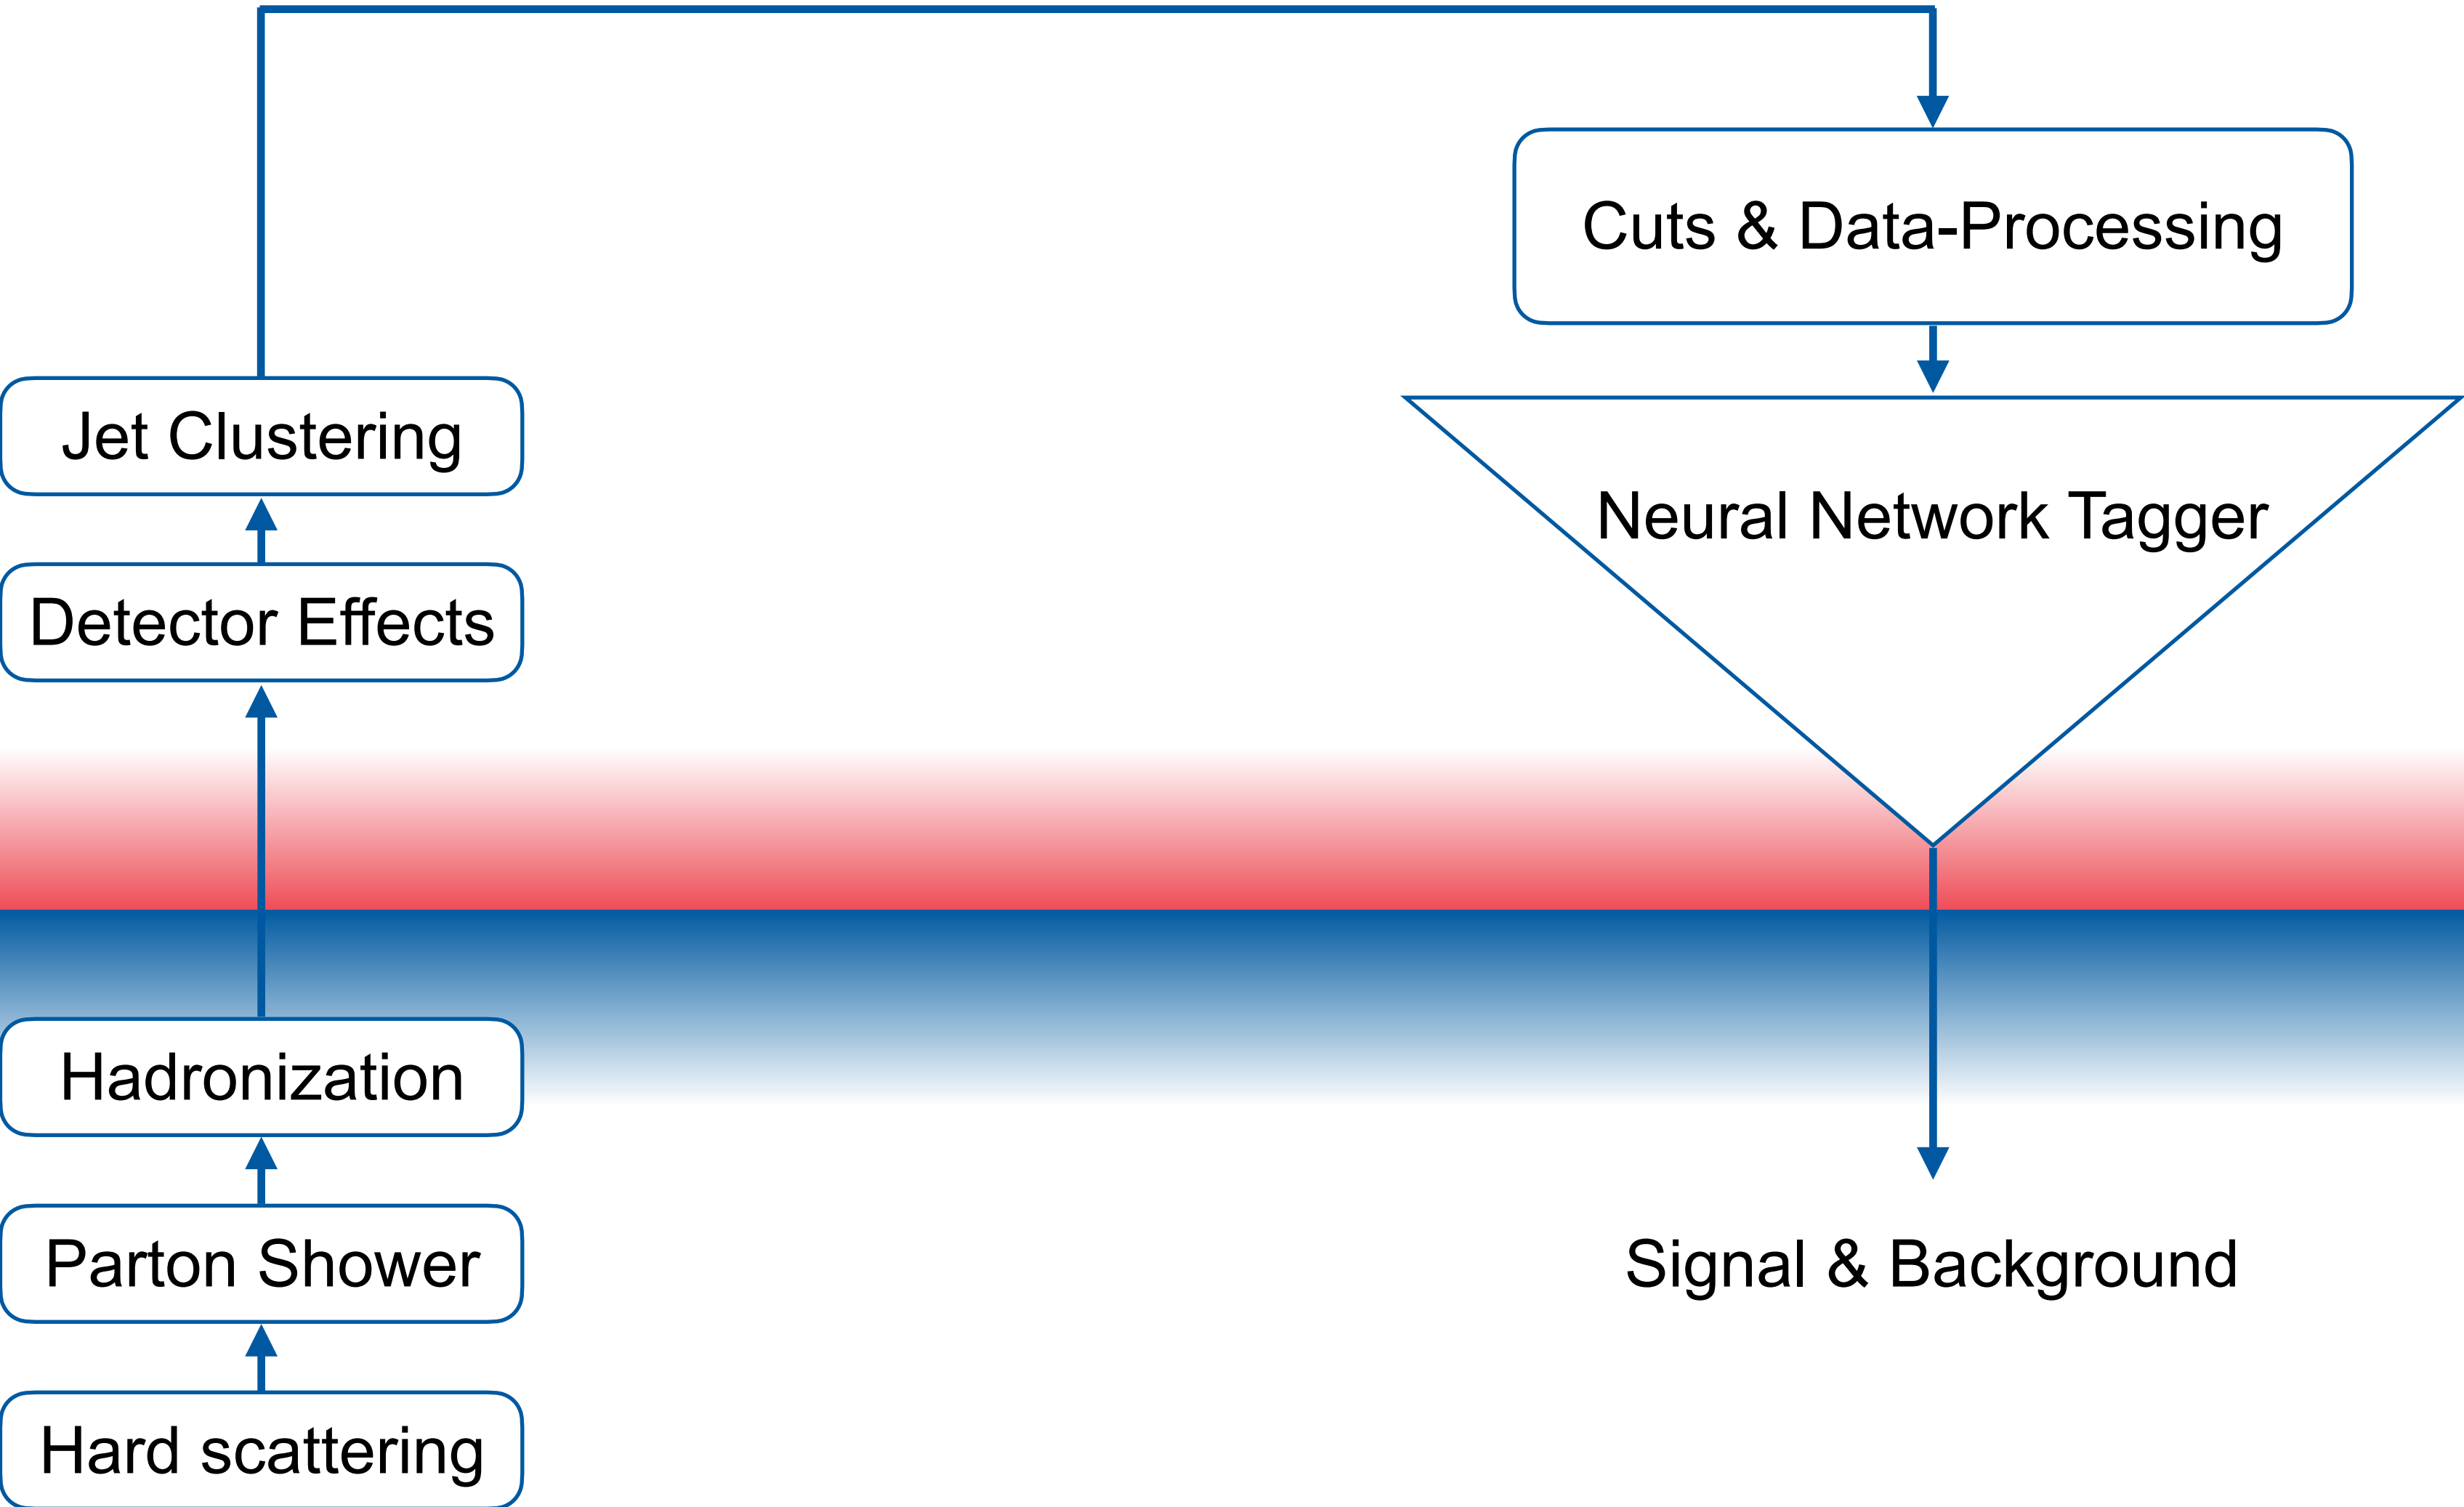 Cuts & Data-Processing
Jet Clustering
Neural Network Tagger
Detector Effects
Hadronization
Parton Shower
Signal & Background
Hard scattering